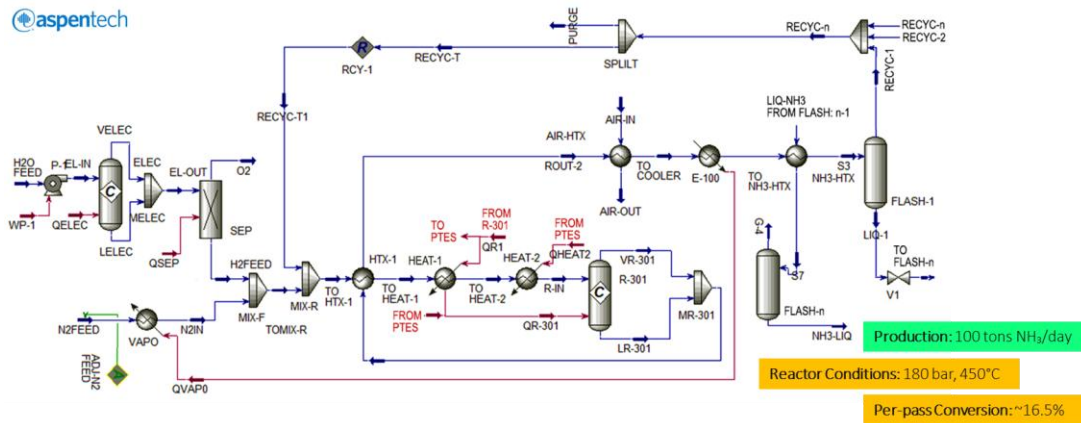 aspentech
PURGE
RECYC-n
RECYC-n
RECYC-2
RECYC-1
SPLILT
R
RCY-1
RECYC-T
RECYC-T1
AIR-IN
AIR-HTX
ROUT-2
TO
COOLER
AIR-OUT
E-100
LIQ-NH3
FROM FLASH: n-1
TO
NH3-HTX
S3
NH3-HTX
FLASH-1
LIQ-1
TO
FLASH-n
V1
G-4
S7
FLASH-n
NH3-LIQ
VELEC
H2O
FEED
P-1
EL-IN
ELEC
EL-OUT
O2
C
MELEC
WP-1
QELEC
LELEC
QSEP
SEP
H2FEED
MIX-R
TO
HTX-1
HTX-1
TO
PTES
FROM
R-301
QR1
HEAT-1
TO
HEAT-1
TO
HEAT-2
HEAT-2
FROM PTES
QHEAT2
R-IN
VR-301
R-301
C
MR-301
LR-301
FROM
PTES
QR-301
N2FEED
VAPO
N2IN
MIX-F
TOMIX-R
ADJ-N2
FEED
A
QVAP0
Production: 100 tons NH₃/day
Reactor Conditions: 180 bar, 450°C
Per-pass Conversion: ~16.5%